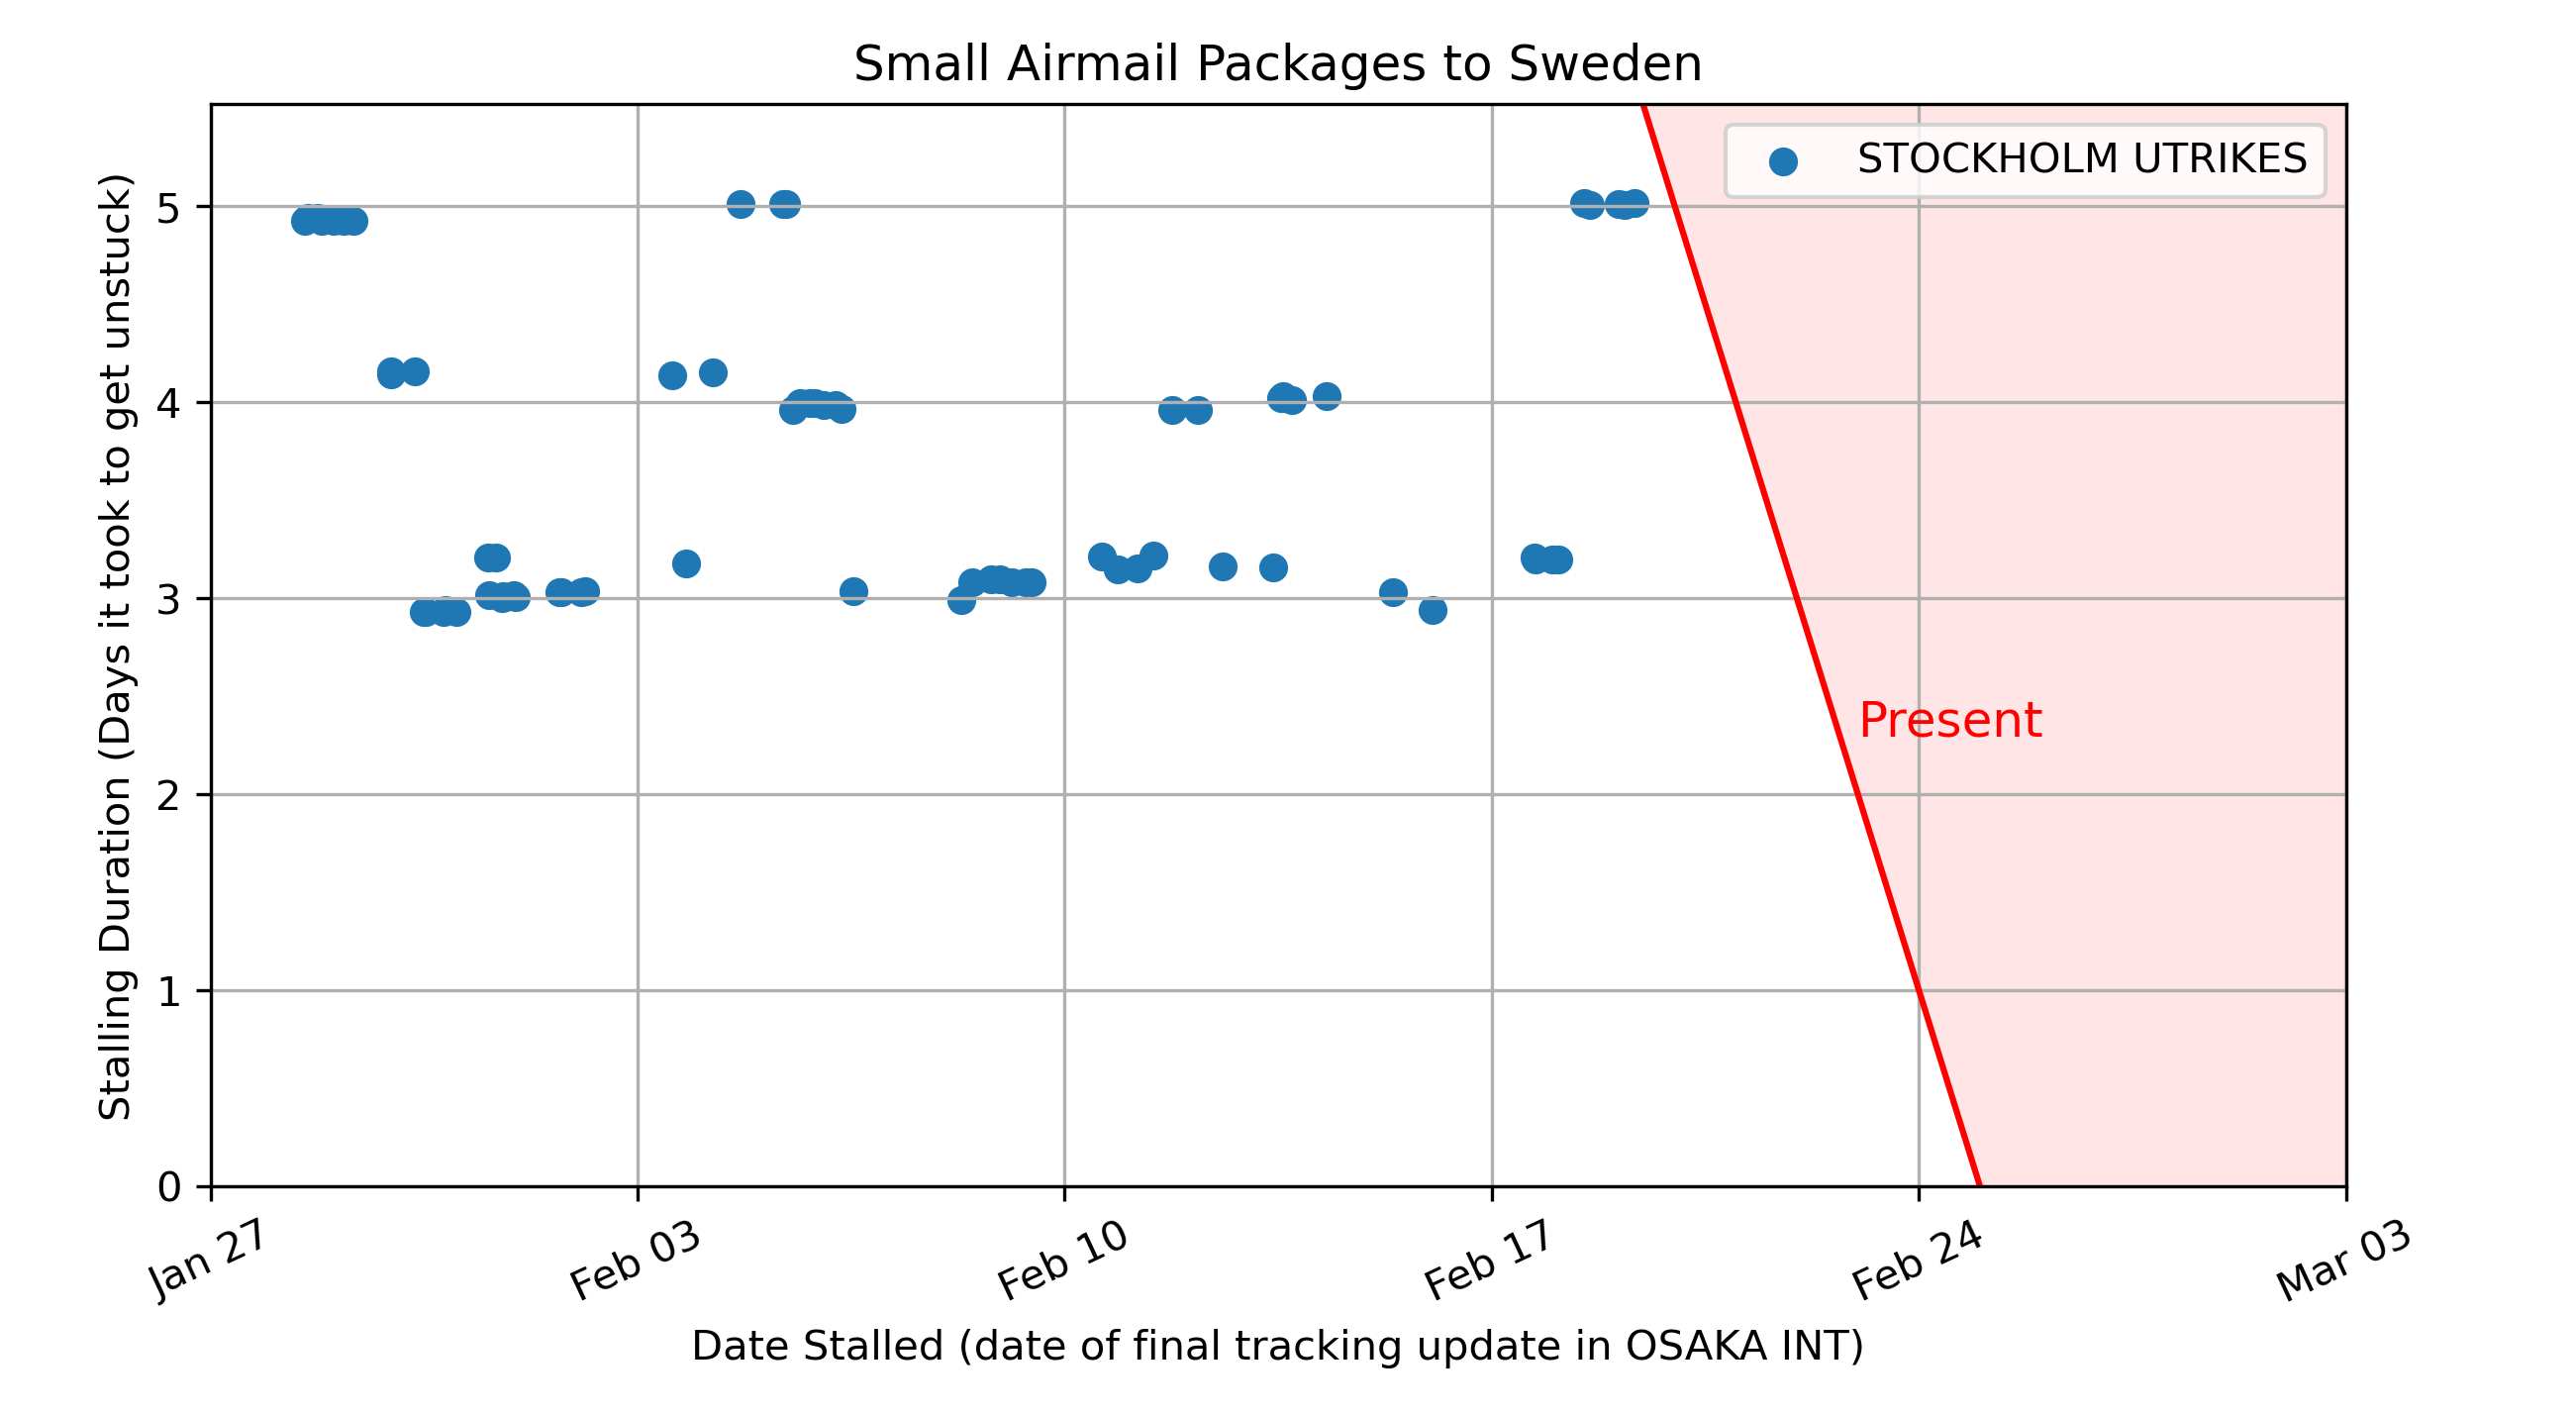 Small Airmail Packages to Sweden
STOCKHOLM UTRIKES
Stalling Duration (Days it took to get unstuck)
5
4
3
2
1
0
Present
Jan 27
Feb 03
Feb 10
Feb 17
Feb 24
Mar 03
Date Stalled (date of final tracking update in OSAKA INT)